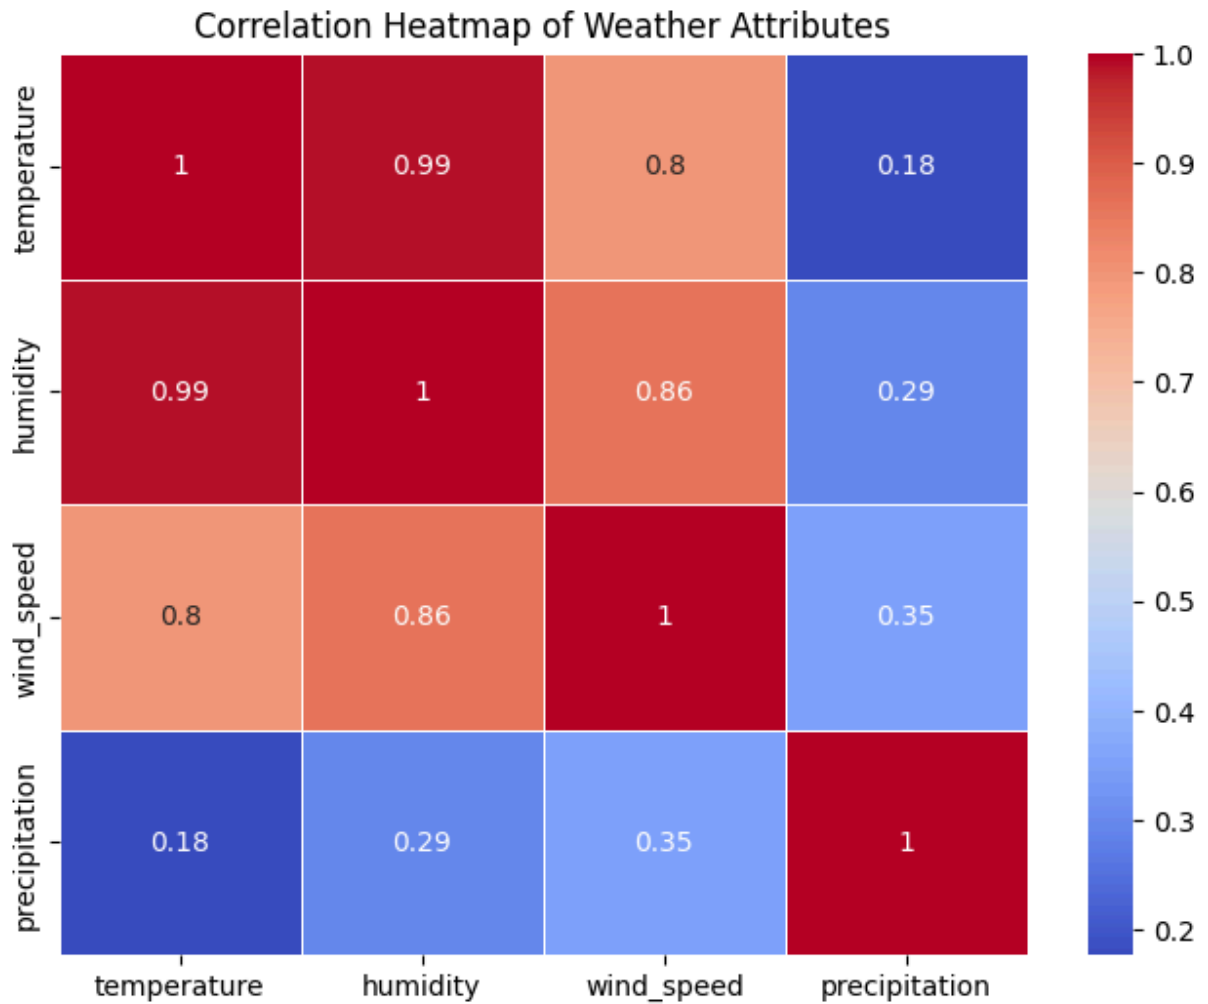 Correlation Heatmap of Weather Attributes
temperature
1 0.99 0.8 0.18
humidity
0.99 1 0.86 0.29
wind_speed
0.8 0.86 1 0.35
precipitation
0.18 0.29 0.35 1
temperature humidity wind_speed precipitation
1.0
0.9
0.8
0.7
0.6
0.5
0.4
0.3
0.2